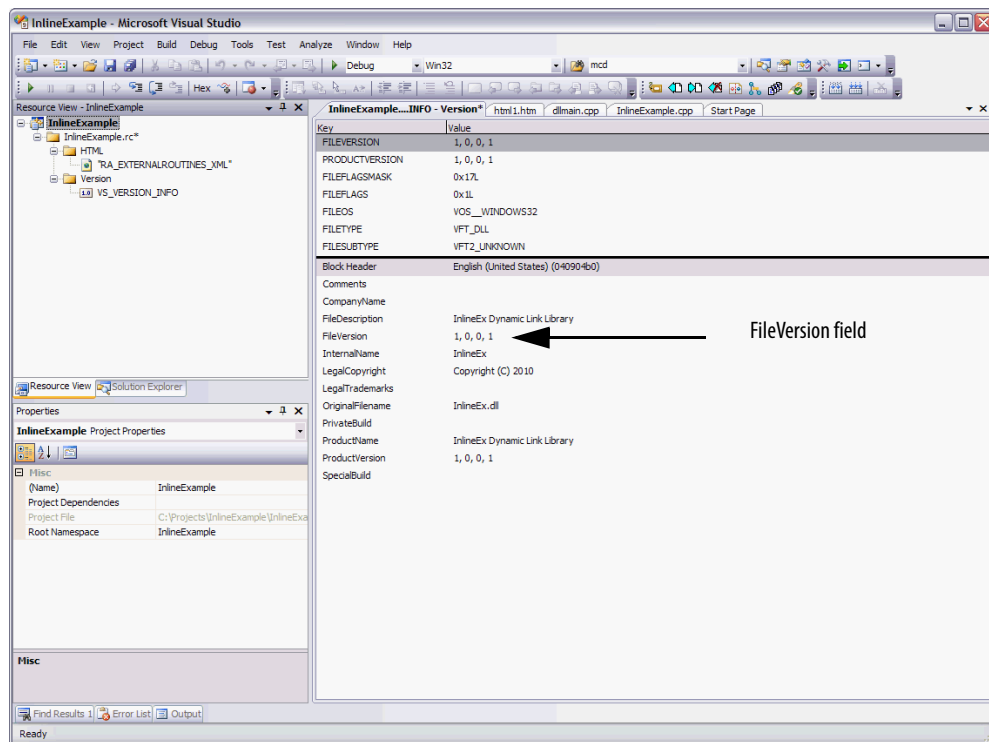 InlineExample - Microsoft Visual Studio
File Edit View Project Build Debug Tools Test Analyze Window Help
Debug Win32 mcd
Hex
Resource View - InlineExample
InlineExample
InlineExample.rc*
HTML
"RA_EXTERNALROUTINES_XML"
Version
1.0 VS_VERSION_INFO
Resource View Solution Explorer
Properties
InlineExample Project Properties
Misc
(Name) InlineExample
Project Dependencies
Project File C:\Projects\InlineExample\InlineExa
Root Namespace InlineExample
Misc
InlineExample....INFO - Version* html1.htm dllmain.cpp InlineExample.cpp Start Page
Key Value
FILEVERSION 1, 0, 0, 1
PRODUCTVERSION 1, 0, 0, 1
FILEFLAGSMASK 0x17L
FILEFLAGS 0x1L
FILEOS VOS__WINDOWS32
FILETYPE VFT_DLL
FILESUBTYPE VFT2_UNKNOWN
Block Header English (United States) (040904b0)
Comments
CompanyName
FileDescription InlineEx Dynamic Link Library
FileVersion 1, 0, 0, 1
FileVersion field
InternalName InlineEx
LegalCopyright Copyright (C) 2010
LegalTrademarks
OriginalFilename InlineEx.dll
PrivateBuild
ProductName InlineEx Dynamic Link Library
ProductVersion 1, 0, 0, 1
SpecialBuild
Find Results 1 Error List Output
Ready